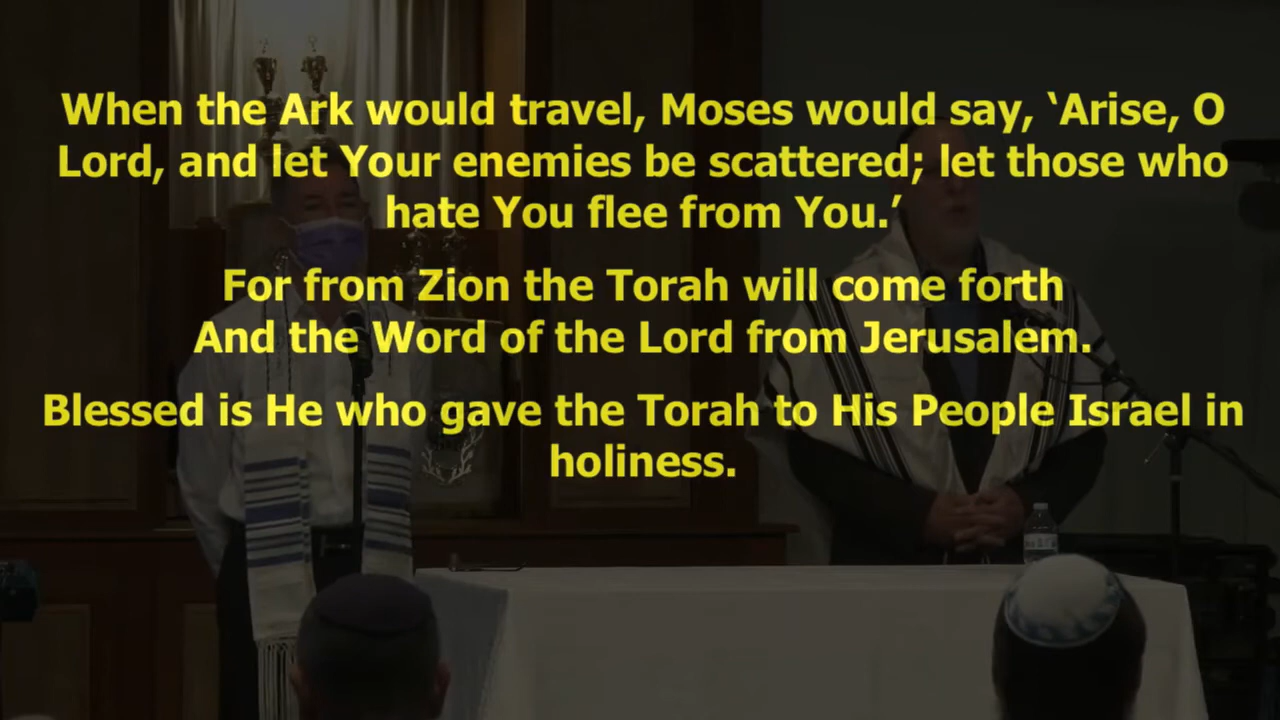 When the Ark would travel, Moses would say, ‘Arise, O
Lord, and let Your enemies be scattered; let those who
hate You flee from You.’
For from Zion the Torah will come forth
And the Word of the Lord from Jerusalem.
Blessed is He who gave the Torah to His People Israel in
holiness.